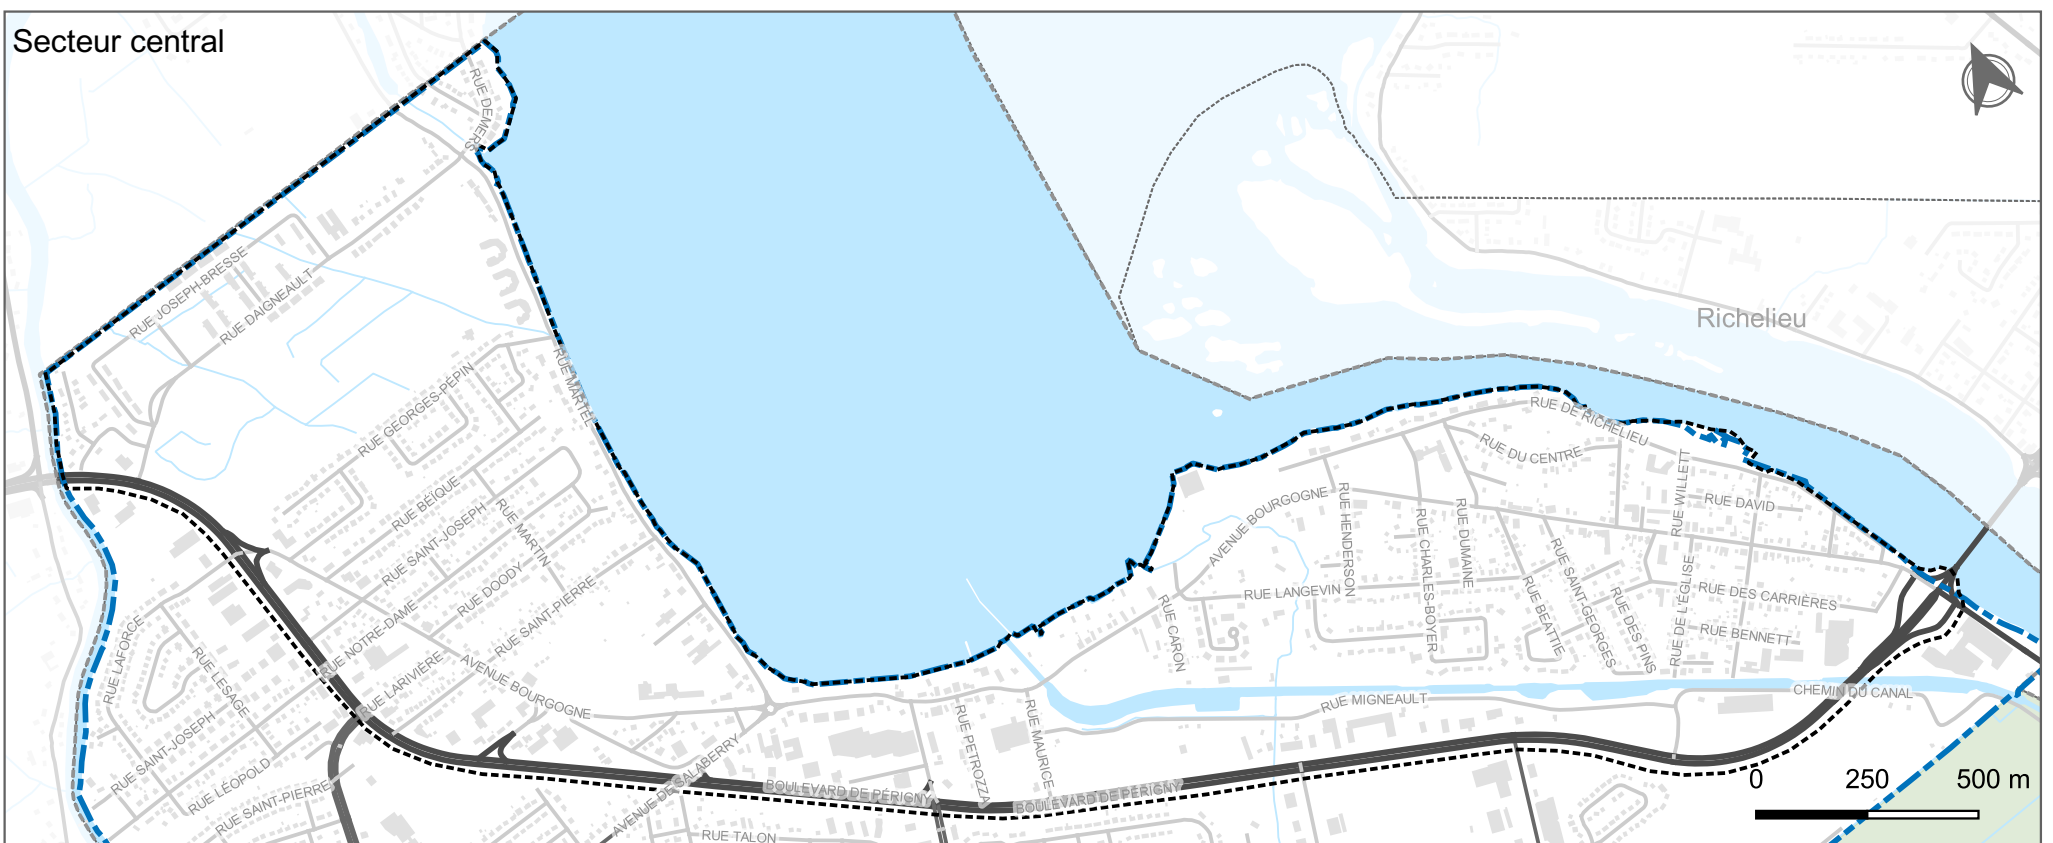 Secteur central
RUE DEMERS
RUE JOSEPH-BRESSE
RUE DAIGNEAULT
Richelieu
RUE MARTEL
RUE GEORGES-PÉPIN
RUE DE RICHELIEU
RUE DU CENTRE
RUE BÉÏQUE
RUE SAINT-JOSEPH
RUE MARTIN
RUE DOODY
RUE SAINT-PIERRE
RUE NOTRE-DAME
RUE LARIVIÈRE
AVENUE BOURGOGNE
RUE LAFORCE
RUE LESAGE
RUE SAINT-JOSEPH
RUE LÉOPOLD
RUE SAINT-PIERRE
AVENUE BOURGOGNE
RUE HENDERSON
RUE CHARLES-BOYER
RUE DUMAINE
RUE WILLETT
RUE DAVID
RUE LANGEVIN
RUE CARON
RUE BEATTIE
RUE SAINT-GEORGES
RUE DES PINS
RUE DE L'ÉGLISE
RUE DES CARRIÈRES
RUE BENNETT
CHEMIN DU CANAL
RUE MIGNEAULT
RUE PETROZZA
RUE MAURICE
AVENUE DE SALABERRY
BOULEVARD DE PÉRIGNY
BOULEVARD DE PÉRIGNY
RUE TALON
0 250 500 m